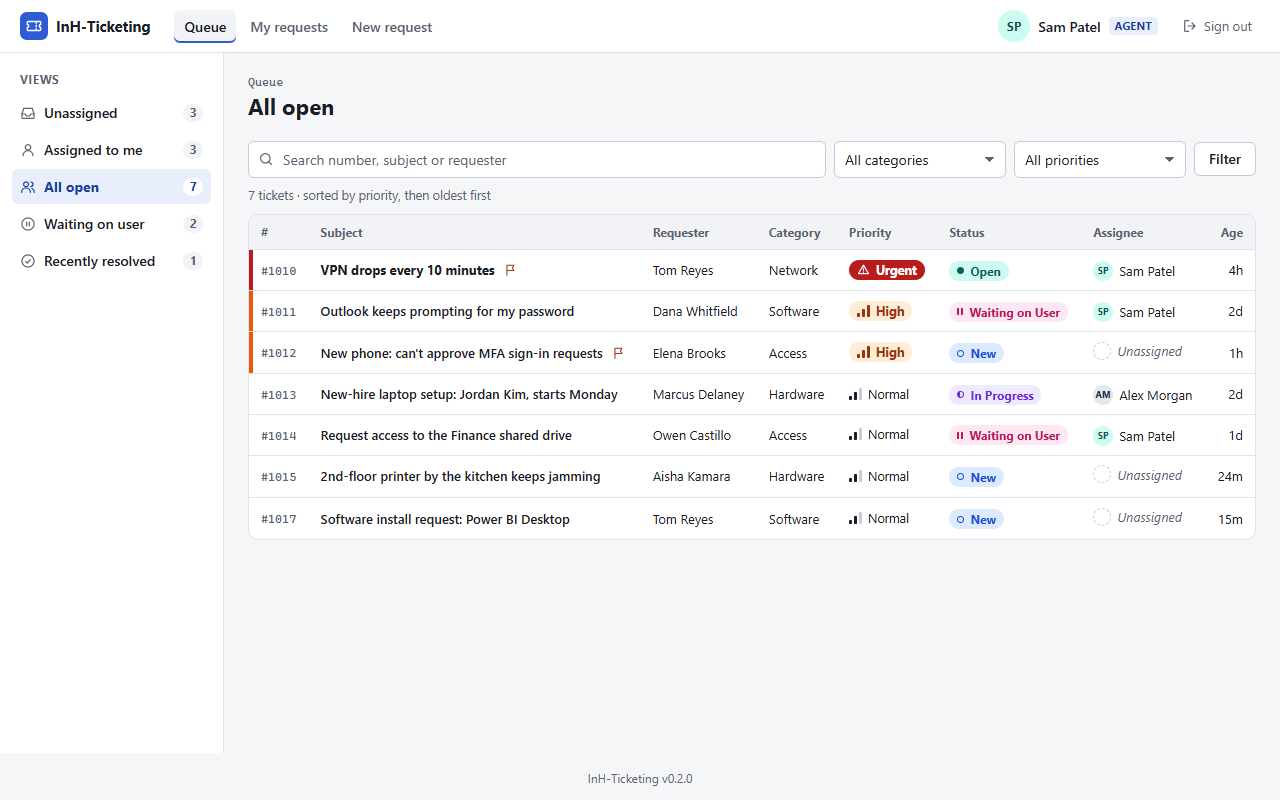 InH-Ticketing Queue My requests New request SP Sam Patel AGENT Sign out
VIEWS
Unassigned 3
Assigned to me 3
All open 7
Waiting on user 2
Recently resolved 1
Queue
All open
Search number, subject or requester All categories All priorities Filter
7 tickets · sorted by priority, then oldest first
# Subject Requester Category Priority Status Assignee Age
#1010 VPN drops every 10 minutes Tom Reyes Network Urgent Open SP Sam Patel 4h
#1011 Outlook keeps prompting for my password Dana Whitfield Software High Waiting on User SP Sam Patel 2d
#1012 New phone: can't approve MFA sign-in requests Elena Brooks Access High New Unassigned 1h
#1013 New-hire laptop setup: Jordan Kim, starts Monday Marcus Delaney Hardware Normal In Progress AM Alex Morgan 2d
#1014 Request access to the Finance shared drive Owen Castillo Access Normal Waiting on User SP Sam Patel 1d
#1015 2nd-floor printer by the kitchen keeps jamming Aisha Kamara Hardware Normal New Unassigned 24m
#1017 Software install request: Power BI Desktop Tom Reyes Software Normal New Unassigned 15m
InH-Ticketing v0.2.0